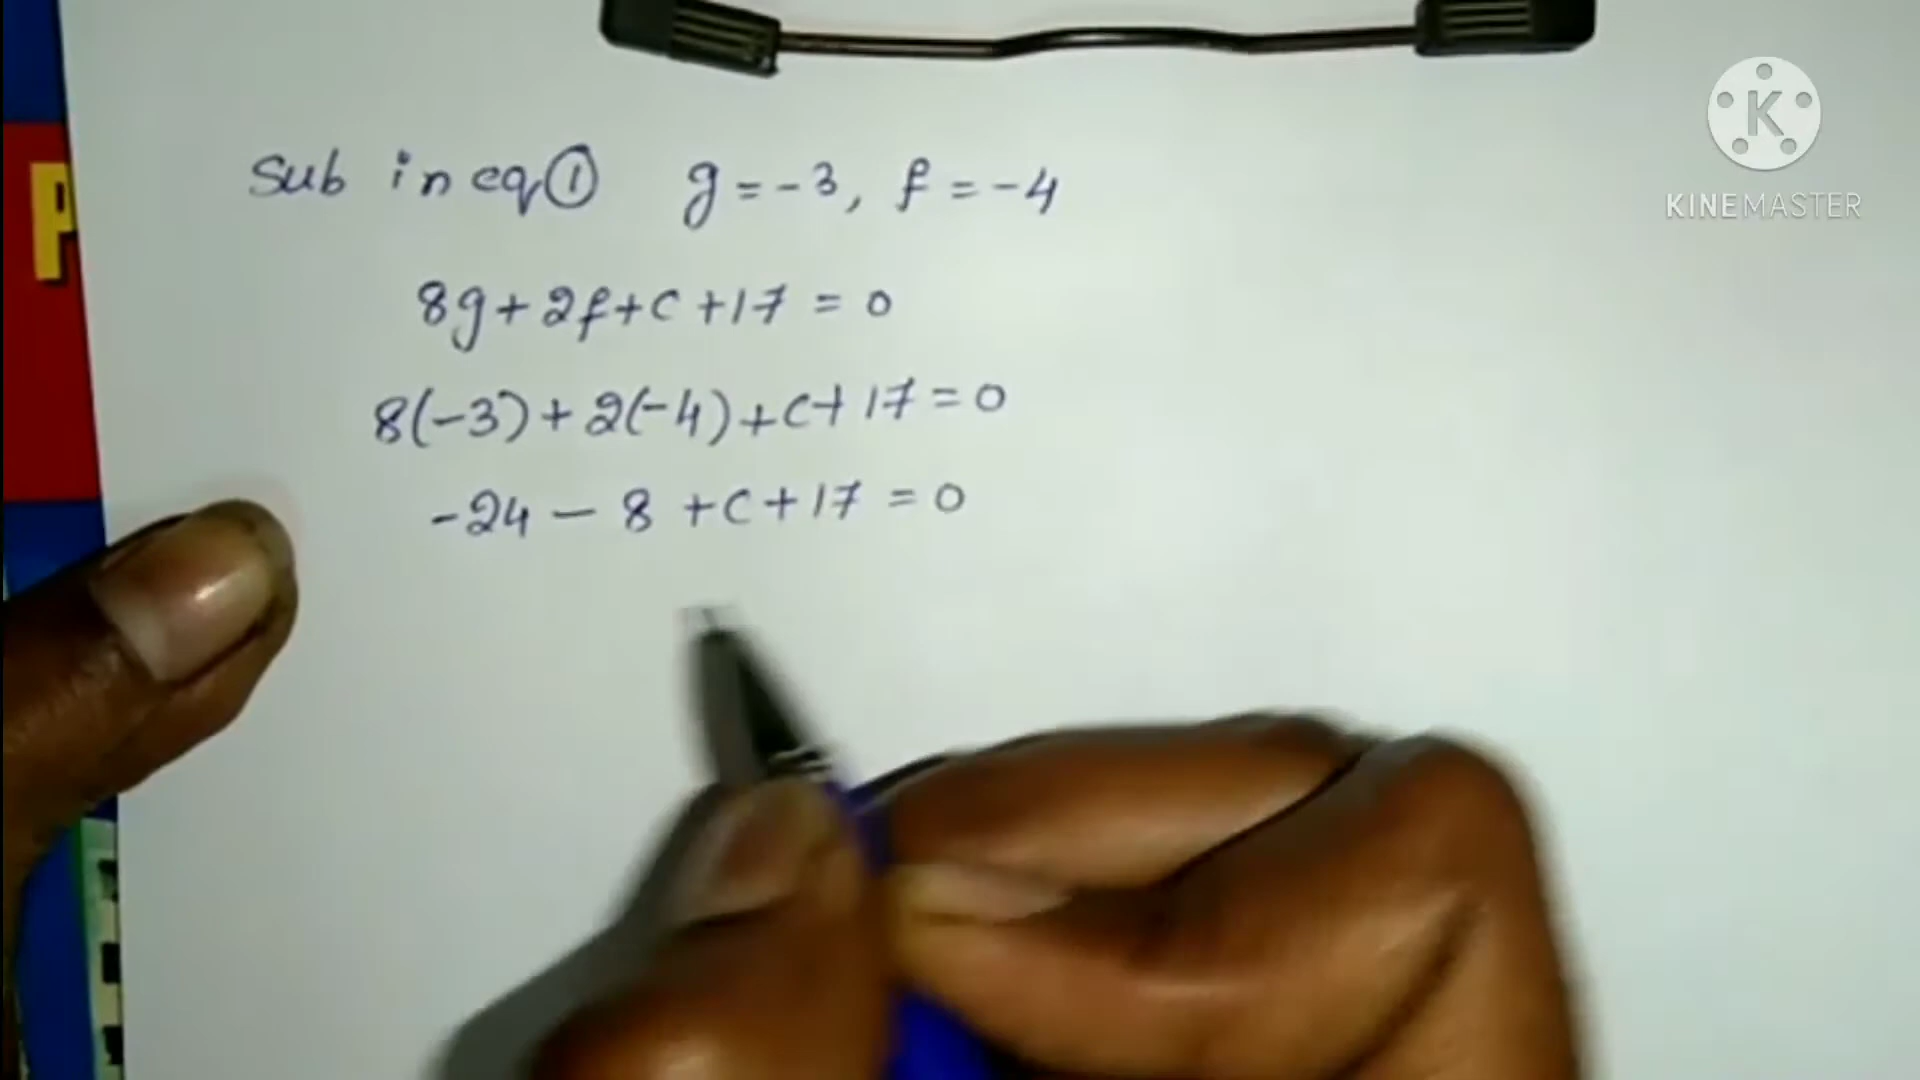 Sub in eq① g = -3, f = -4
8g + 2f + c + 17 = 0
8(-3) + 2(-4) + c + 17 = 0
-24 - 8 + c + 17 = 0
K
KINEMASTER
P